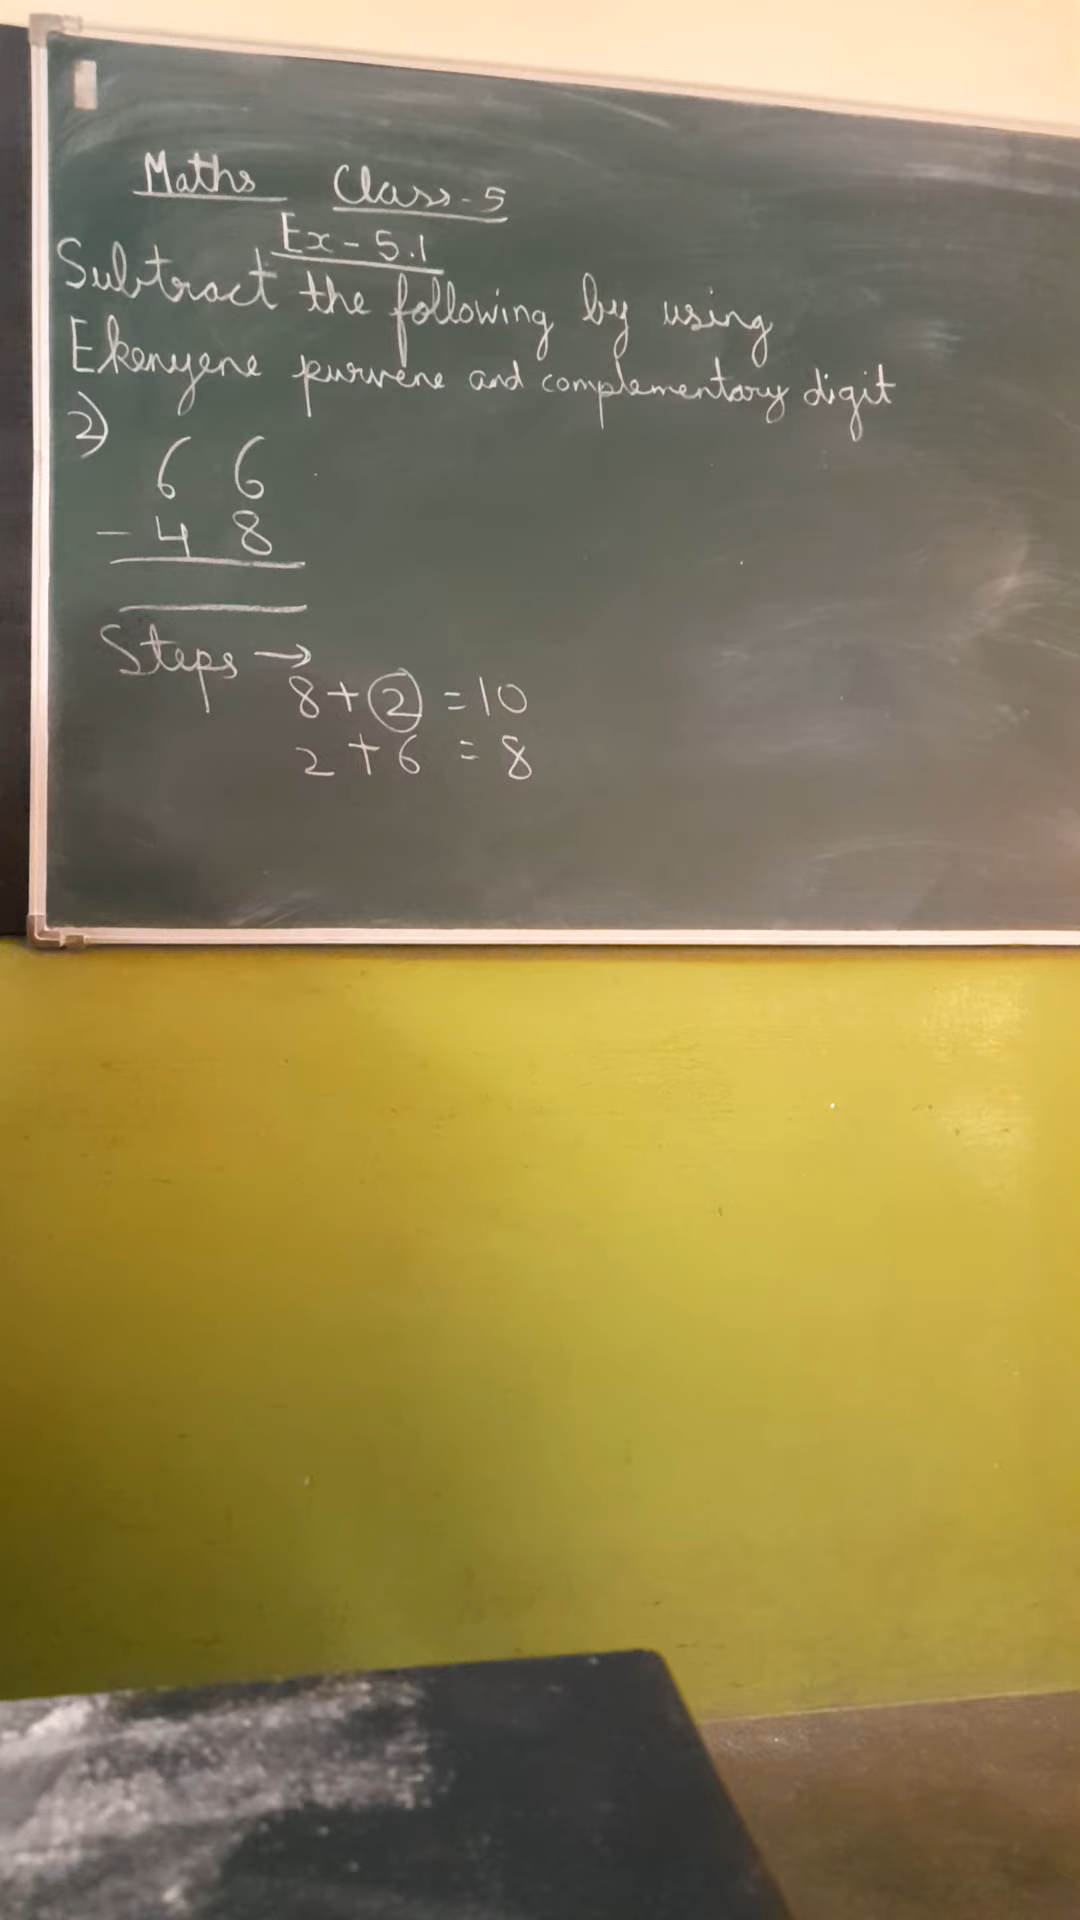 Maths Class-5
Ex-5.1
Subtract the following by using
Ekenyene purvene and complementary digit
2)
6 6
- 4 8
Steps →
8+2=10
2+6=8